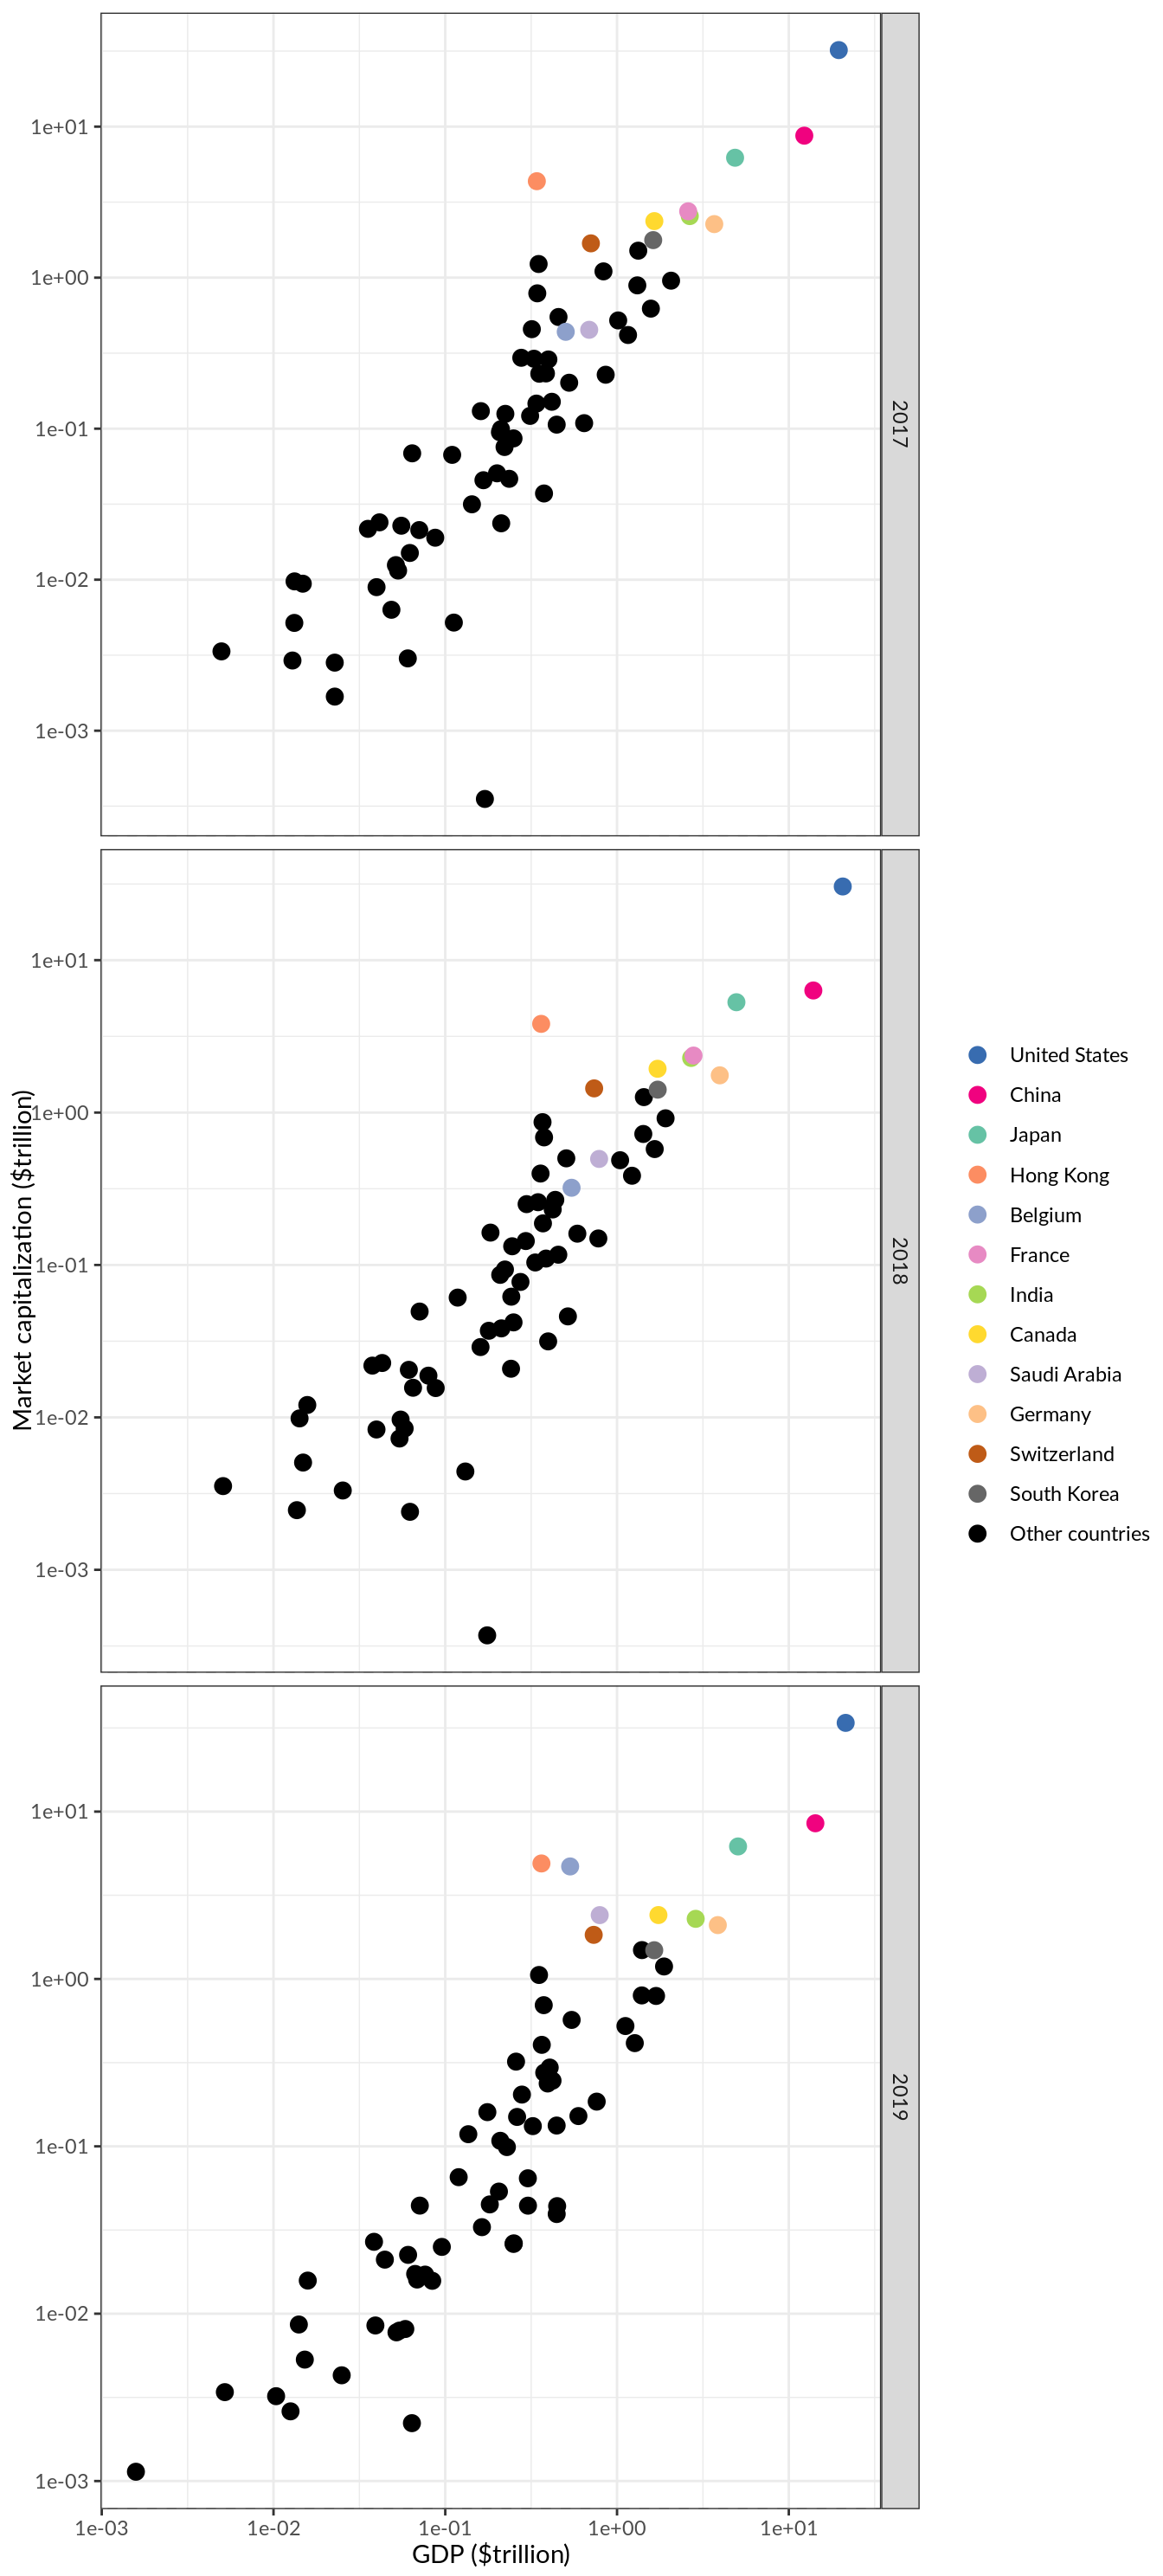 1e+01
1e+00
1e-01
1e-02
1e-03
2017
1e+01
1e+00
1e-01
1e-02
1e-03
2018
1e+01
1e+00
1e-01
1e-02
1e-03
2019
1e-03 1e-02 1e-01 1e+00 1e+01
GDP ($trillion)
Market capitalization ($trillion)
United States
China
Japan
Hong Kong
Belgium
France
India
Canada
Saudi Arabia
Germany
Switzerland
South Korea
Other countries